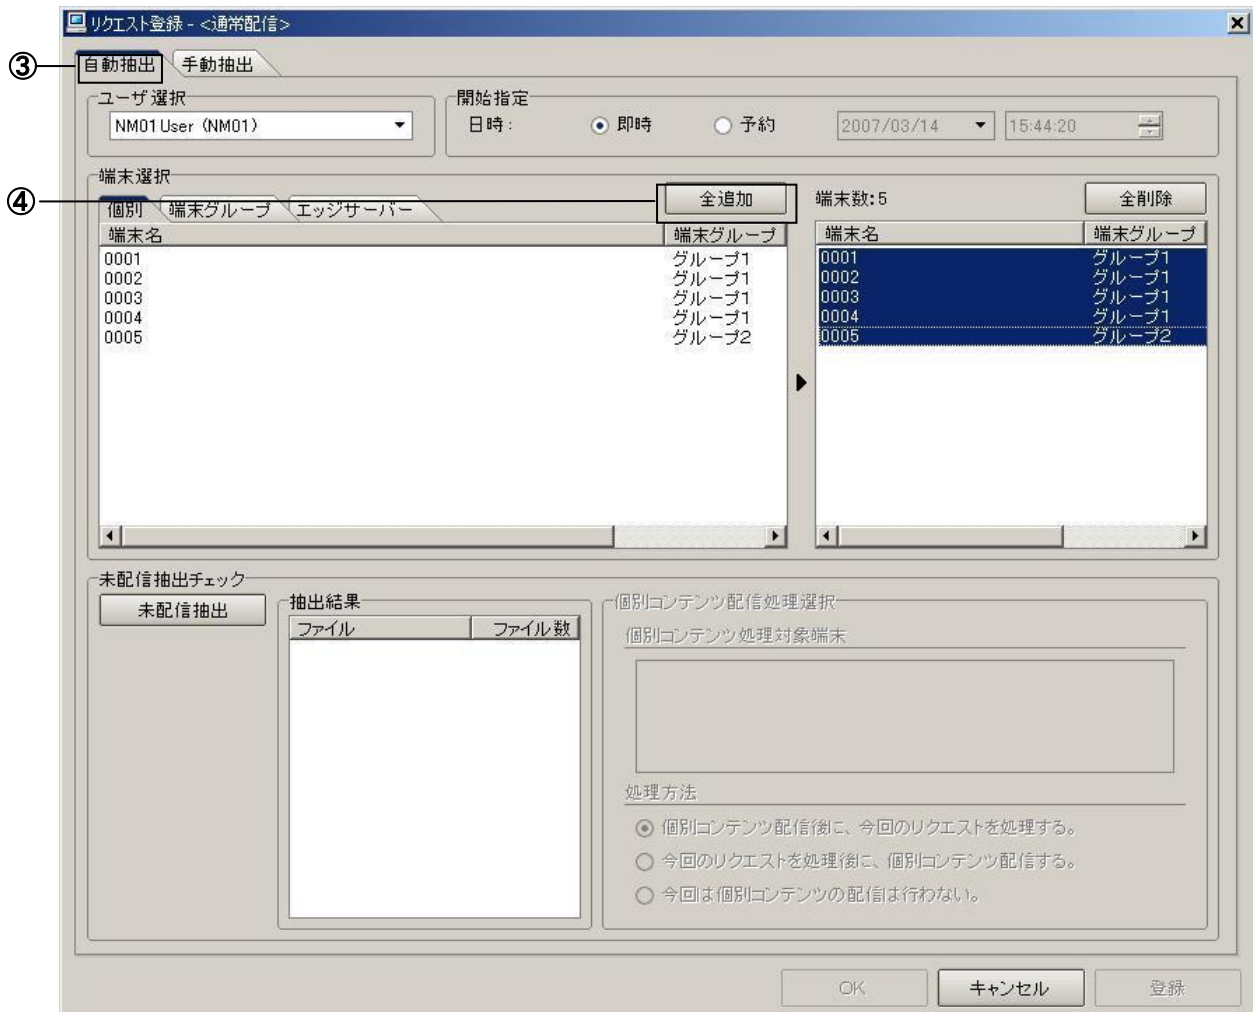 リクエスト登録 - <通常配信>
③
自動抽出 手動抽出
ユーザ選択
NM01 User (NM01)
開始指定
日時: 即時 予約 2007/03/14 15:44:20
端末選択
④
個別 端末グループ エッジサーバー 全追加
端末名 端末グループ
0001 グループ1
0002 グループ1
0003 グループ1
0004 グループ1
0005 グループ2
端末数:5 全削除
端末名 端末グループ
0001 グループ1
0002 グループ1
0003 グループ1
0004 グループ1
0005 グループ2
未配信抽出チェック
未配信抽出
抽出結果
ファイル ファイル数
個別コンテンツ配信処理選択
個別コンテンツ処理対象端末
処理方法
個別コンテンツ配信後に、今回のリクエストを処理する。
今回のリクエストを処理後に、個別コンテンツ配信する。
今回は個別コンテンツの配信は行わない。
OK キャンセル 登録